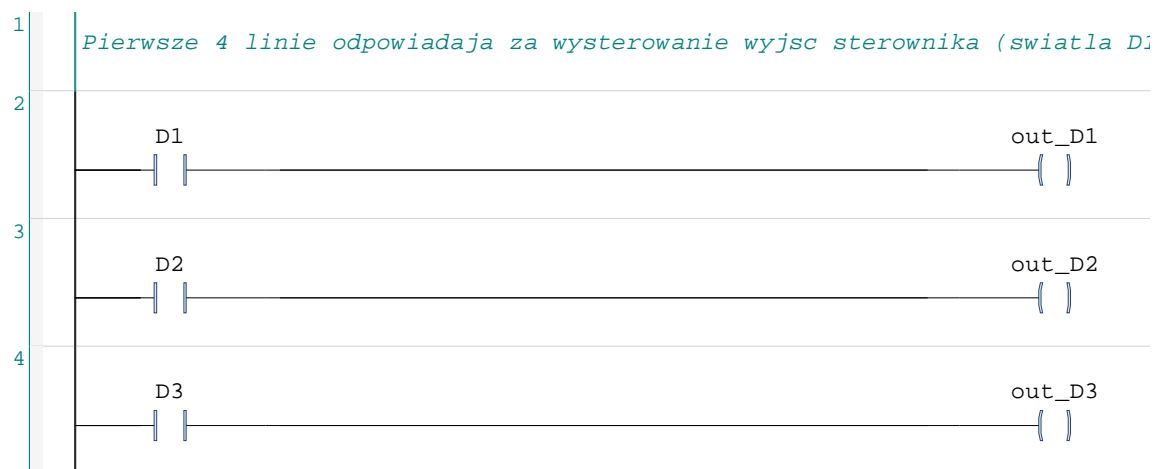 1
Pierwsze 4 linie odpowiadaja za wysterowanie wyjsc sterownika (swiatla D1
2
D1 out_D1
3
D2 out_D2
4
D3 out_D3